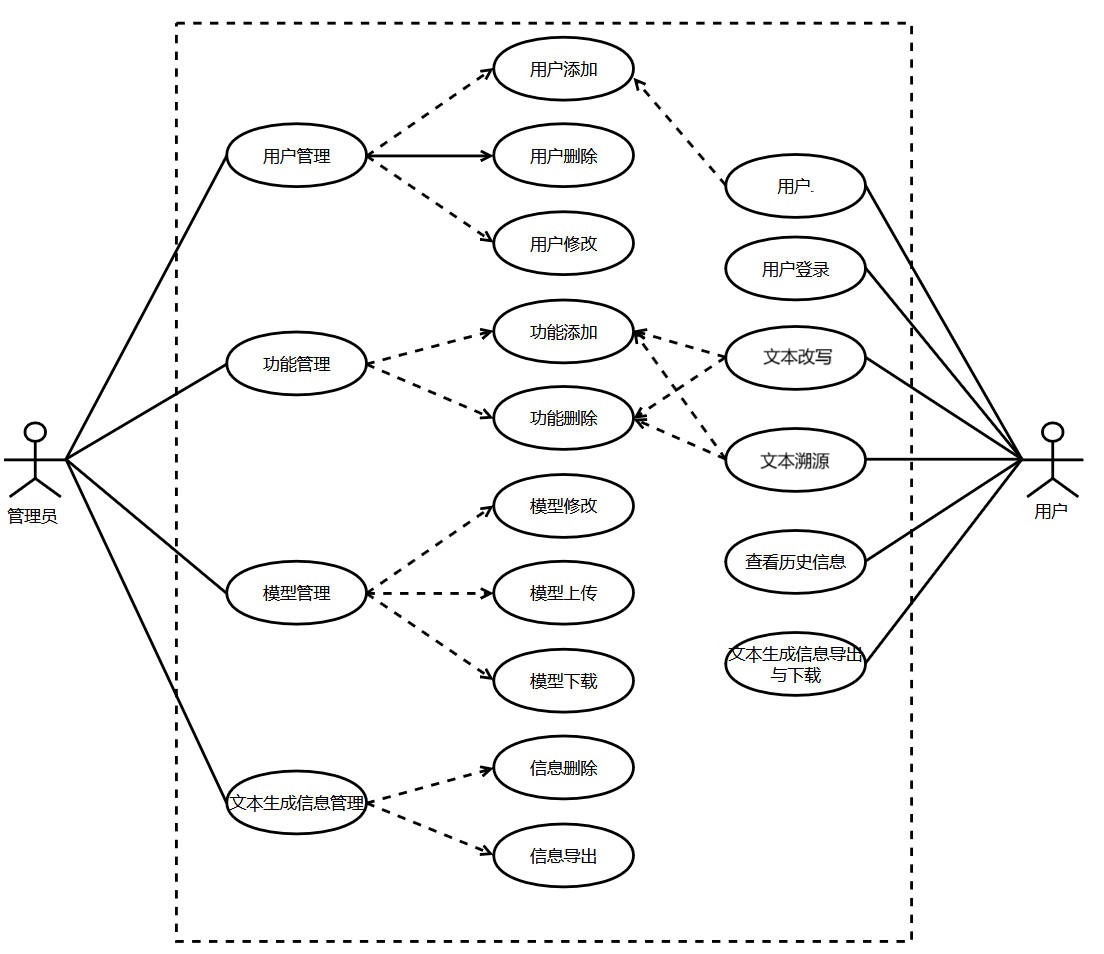 用户添加
用户管理
用户删除
用户.
用户修改
用户登录
功能添加
功能管理
文本改写
功能删除
文本溯源
管理员
用户
模型修改
查看历史信息
模型管理
模型上传
文本生成信息导出
与下载
模型下载
信息删除
文本生成信息管理
信息导出